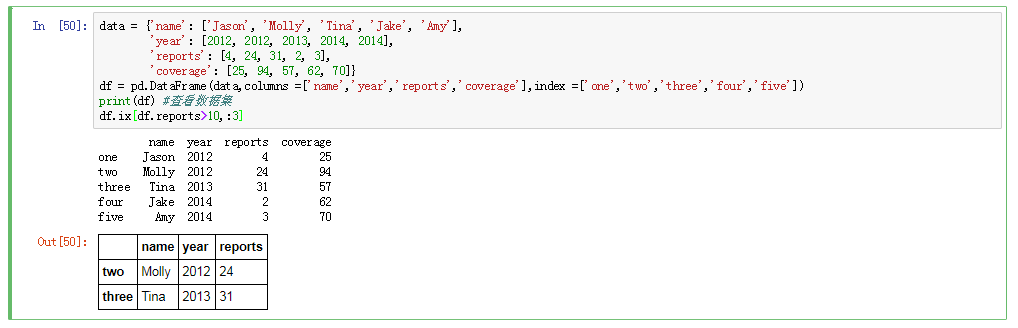 In [50]: data = {'name': ['Jason', 'Molly', 'Tina', 'Jake', 'Amy'],
'year': [2012, 2012, 2013, 2014, 2014],
'reports': [4, 24, 31, 2, 3],
'coverage': [25, 94, 57, 62, 70]}
df = pd.DataFrame(data,columns =['name','year','reports','coverage'],index =['one','two','three','four','five'])
print(df) #查看数据集
df.ix[df.reports>10,:3]
name year reports coverage
one Jason 2012 4 25
two Molly 2012 24 94
three Tina 2013 31 57
four Jake 2014 2 62
five Amy 2014 3 70
Out[50]:
name year reports
two Molly 2012 24
three Tina 2013 31